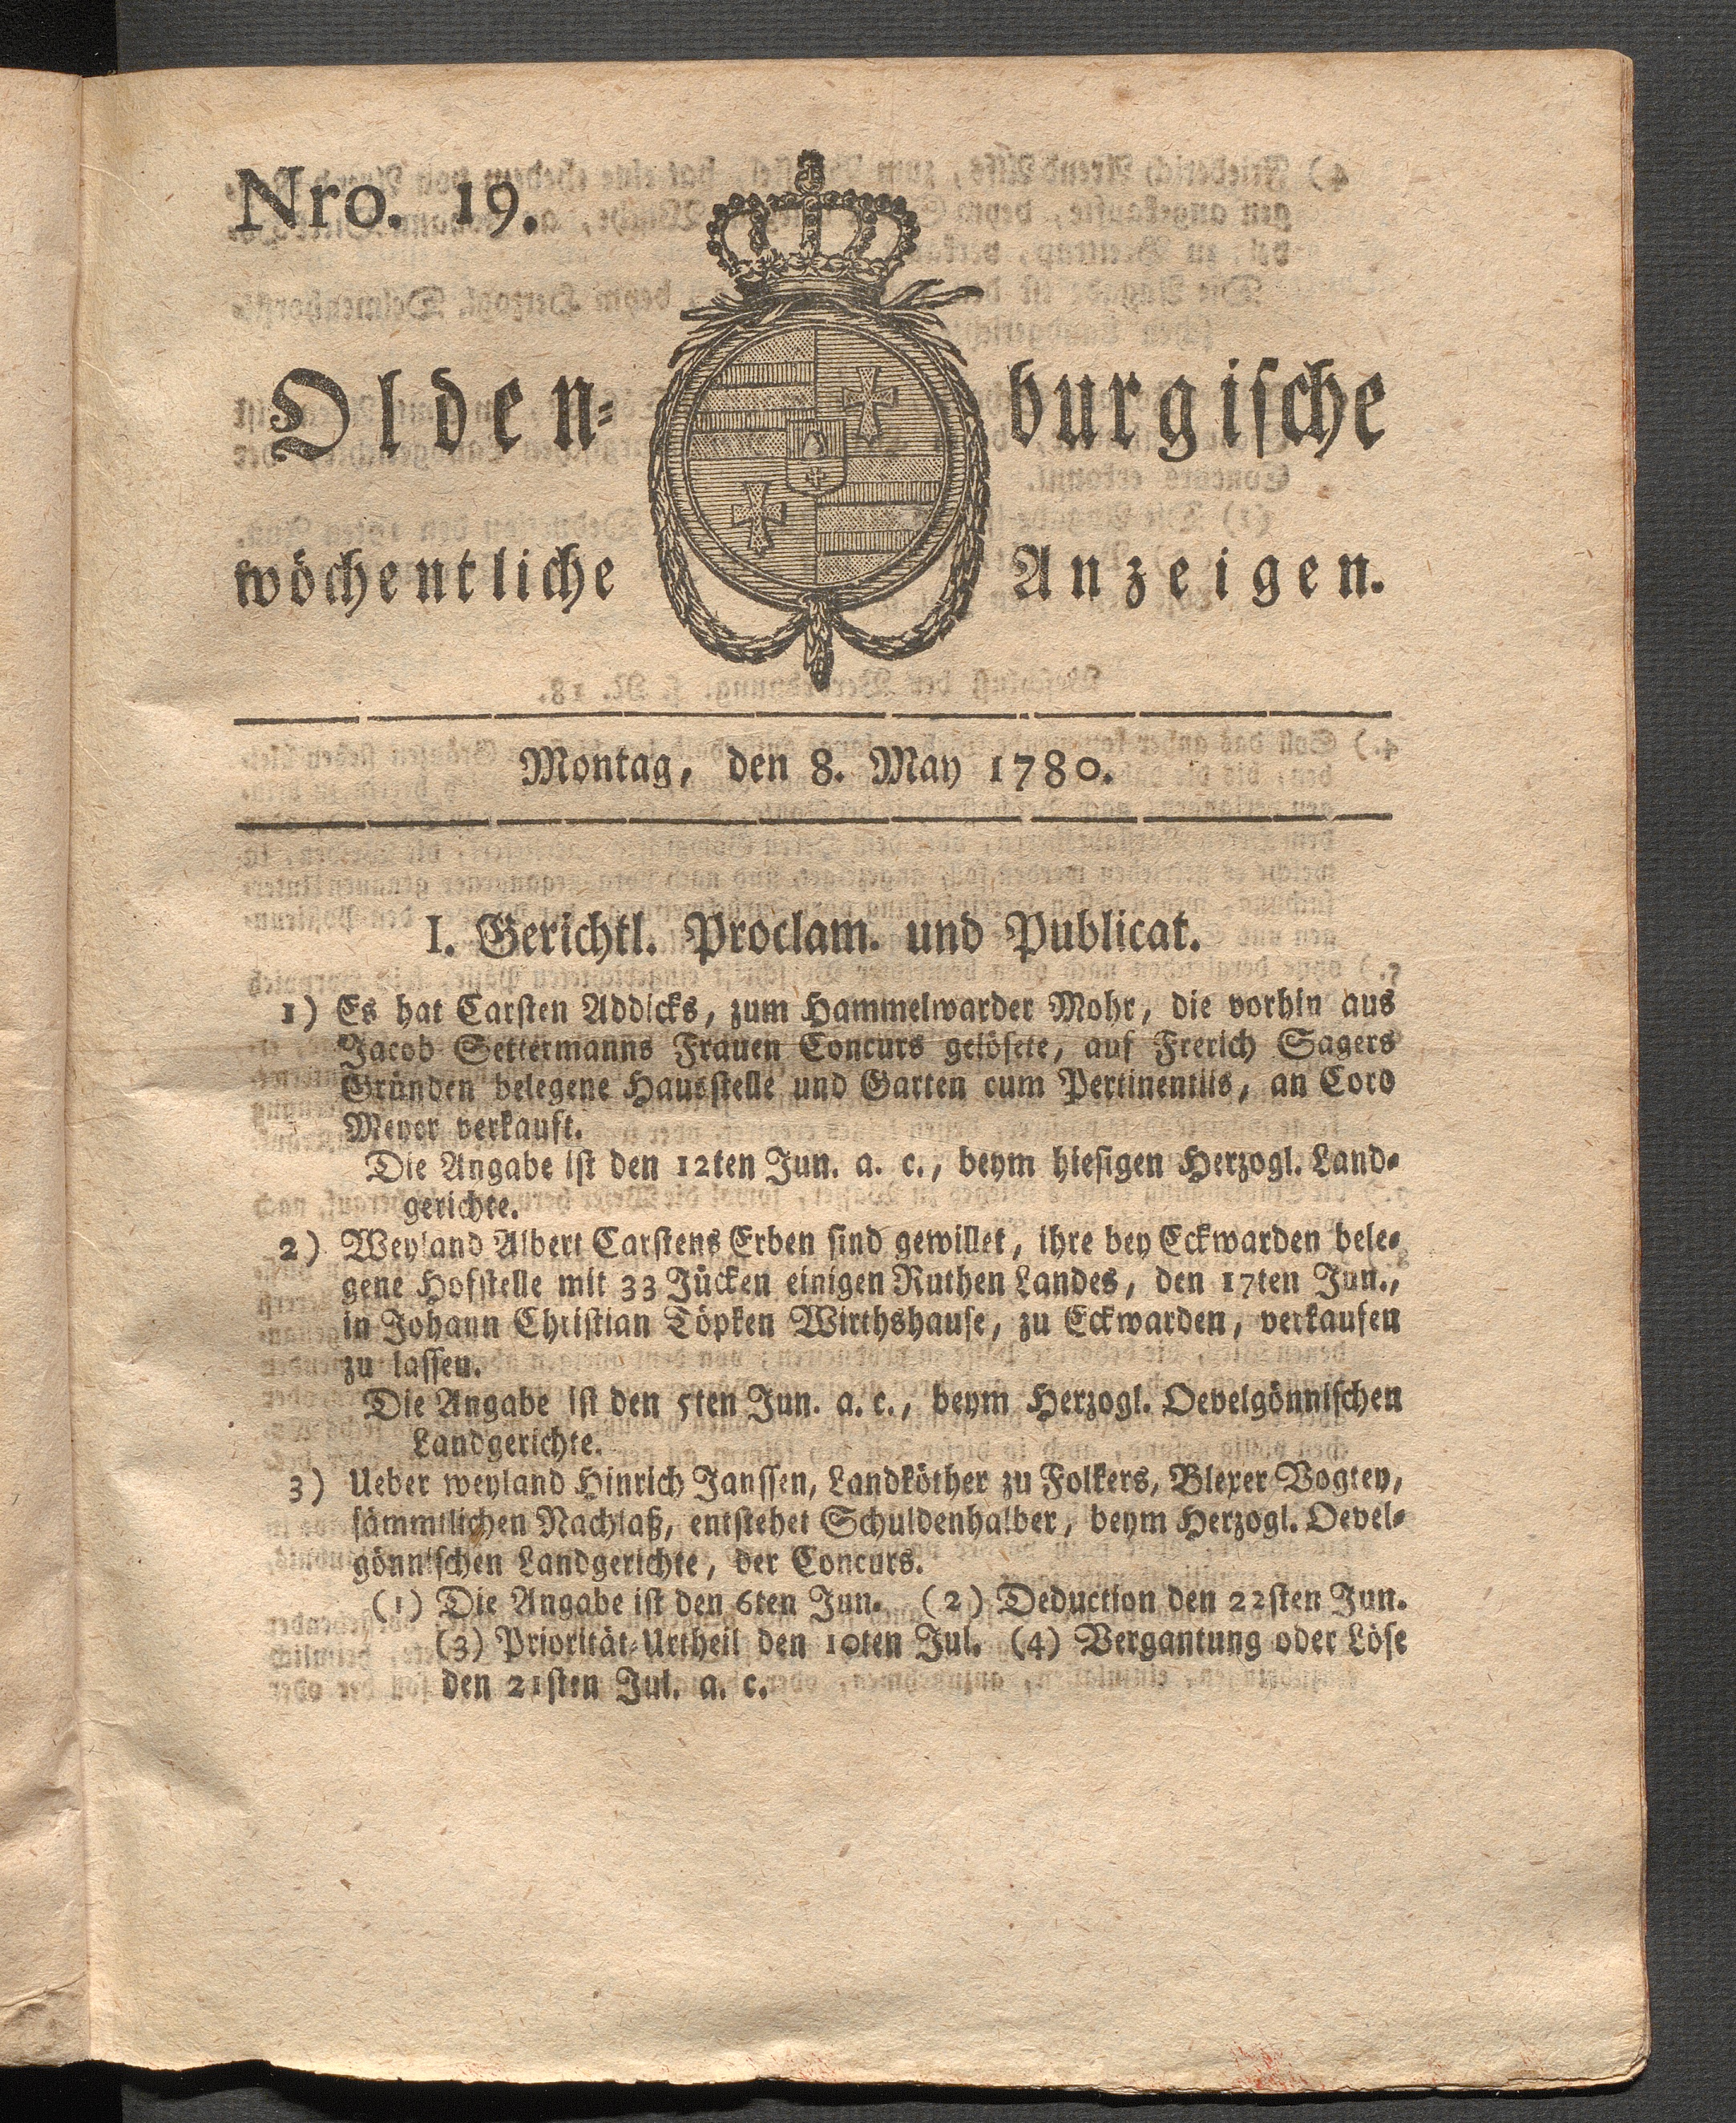 Nro. 19.
Olden-burgische
wöchentliche Anzeigen.
Montag, den 8. May 1780.
I. Gerichtl. Proclam. und Publicat.
1) Es hat Carsten Addicks, zum Hammelwarder Mohr, die vorhin aus
Jacob Settermanns Frauen Concurs gelösete, auf Frerich Sagers
Gründen belegene Hausstelle und Garten cum Pertinentiis, an Cord
Meyer verkauft.
Die Angabe ist den 12ten Jun. a. c., beym hiesigen Herzogl. Land-
gerichte.
2) Weyland Albert Carstens Erben sind gewillet, ihre bey Eckwarden bele-
gene Hofstelle mit 33 Jücken einigen Ruthen Landes, den 17ten Jun.,
in Johann Christian Töpken Wirthshause, zu Eckwarden, verkaufen
zu lassen.
Die Angabe ist den 5ten Jun. a. c., beym Herzogl. Oevelgönnischen
Landgerichte.
3) Ueber weyland Hinrich Janssen, Landköther zu Folkers, Blexer Vogtey,
sämmtlichen Nachlaß, entstehet Schuldenhalber, beym Herzogl. Oevel-
gönnischen Landgerichte, der Concurs.
(1) Die Angabe ist den 6ten Jun. (2) Deduction den 22sten Jun.
(3) Priorität-Urtheil den 10ten Jul. (4) Vergantung oder Löse
den 21sten Jul. a. c.